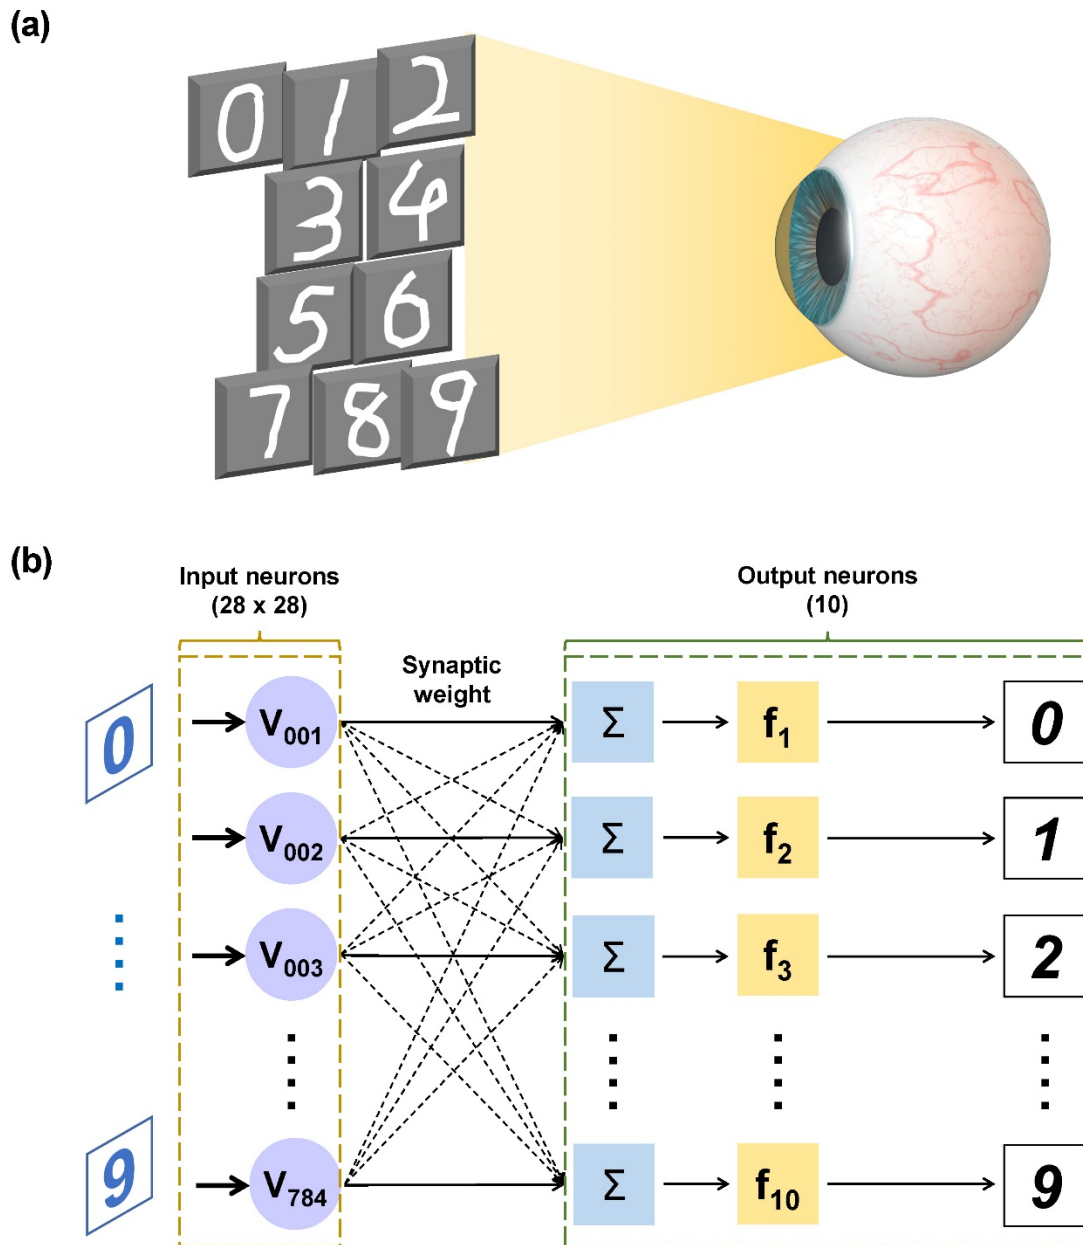 (a)
0 1 2
3 4
5 6
7 8 9
(b)
Input neurons
(28 x 28)
Output neurons
(10)
Synaptic
weight
0 V001 Σ f1 0
V002 Σ f2 1
V003 Σ f3 2
9 V784 Σ f10 9